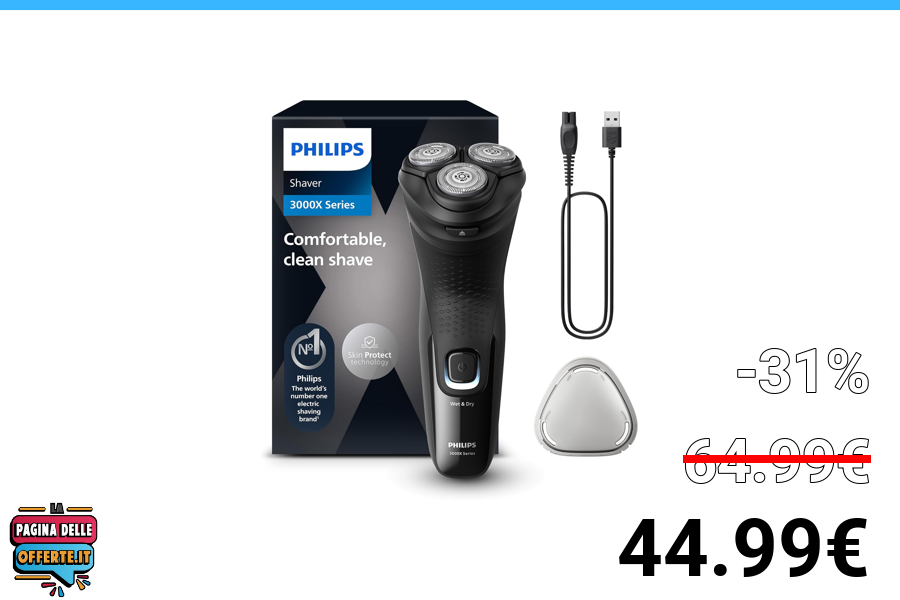 PHILIPS
Shaver
3000X Series
Comfortable,
clean shave
Nº1
Philips
The world's
number one
electric
shaving
brand¹
Skin Protect
technology
Wet & Dry
PHILIPS
3000X Series
-31%
64.99€
44.99€
LA
PAGINA DELLE
OFFERTE.IT